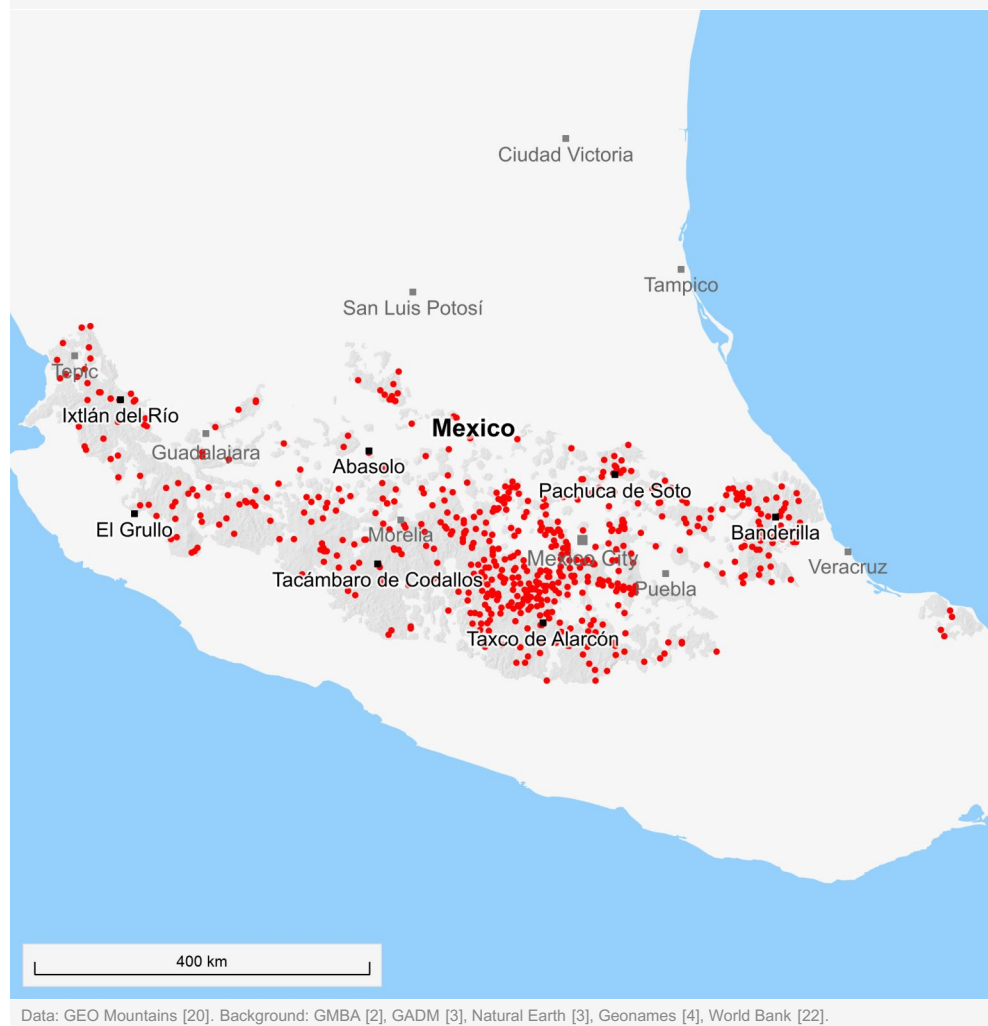 Ciudad Victoria
Tampico
San Luis Potosí
Tepic
Ixtlán del Río
Mexico
Guadalajara
Abasolo
Pachuca de Soto
El Grullo
Morelia
Banderilla
Mexico City
Veracruz
Tacámbaro de Codallos
Puebla
Taxco de Alarcón
400 km
Data: GEO Mountains [20]. Background: GMBA [2], GADM [3], Natural Earth [3], Geonames [4], World Bank [22].